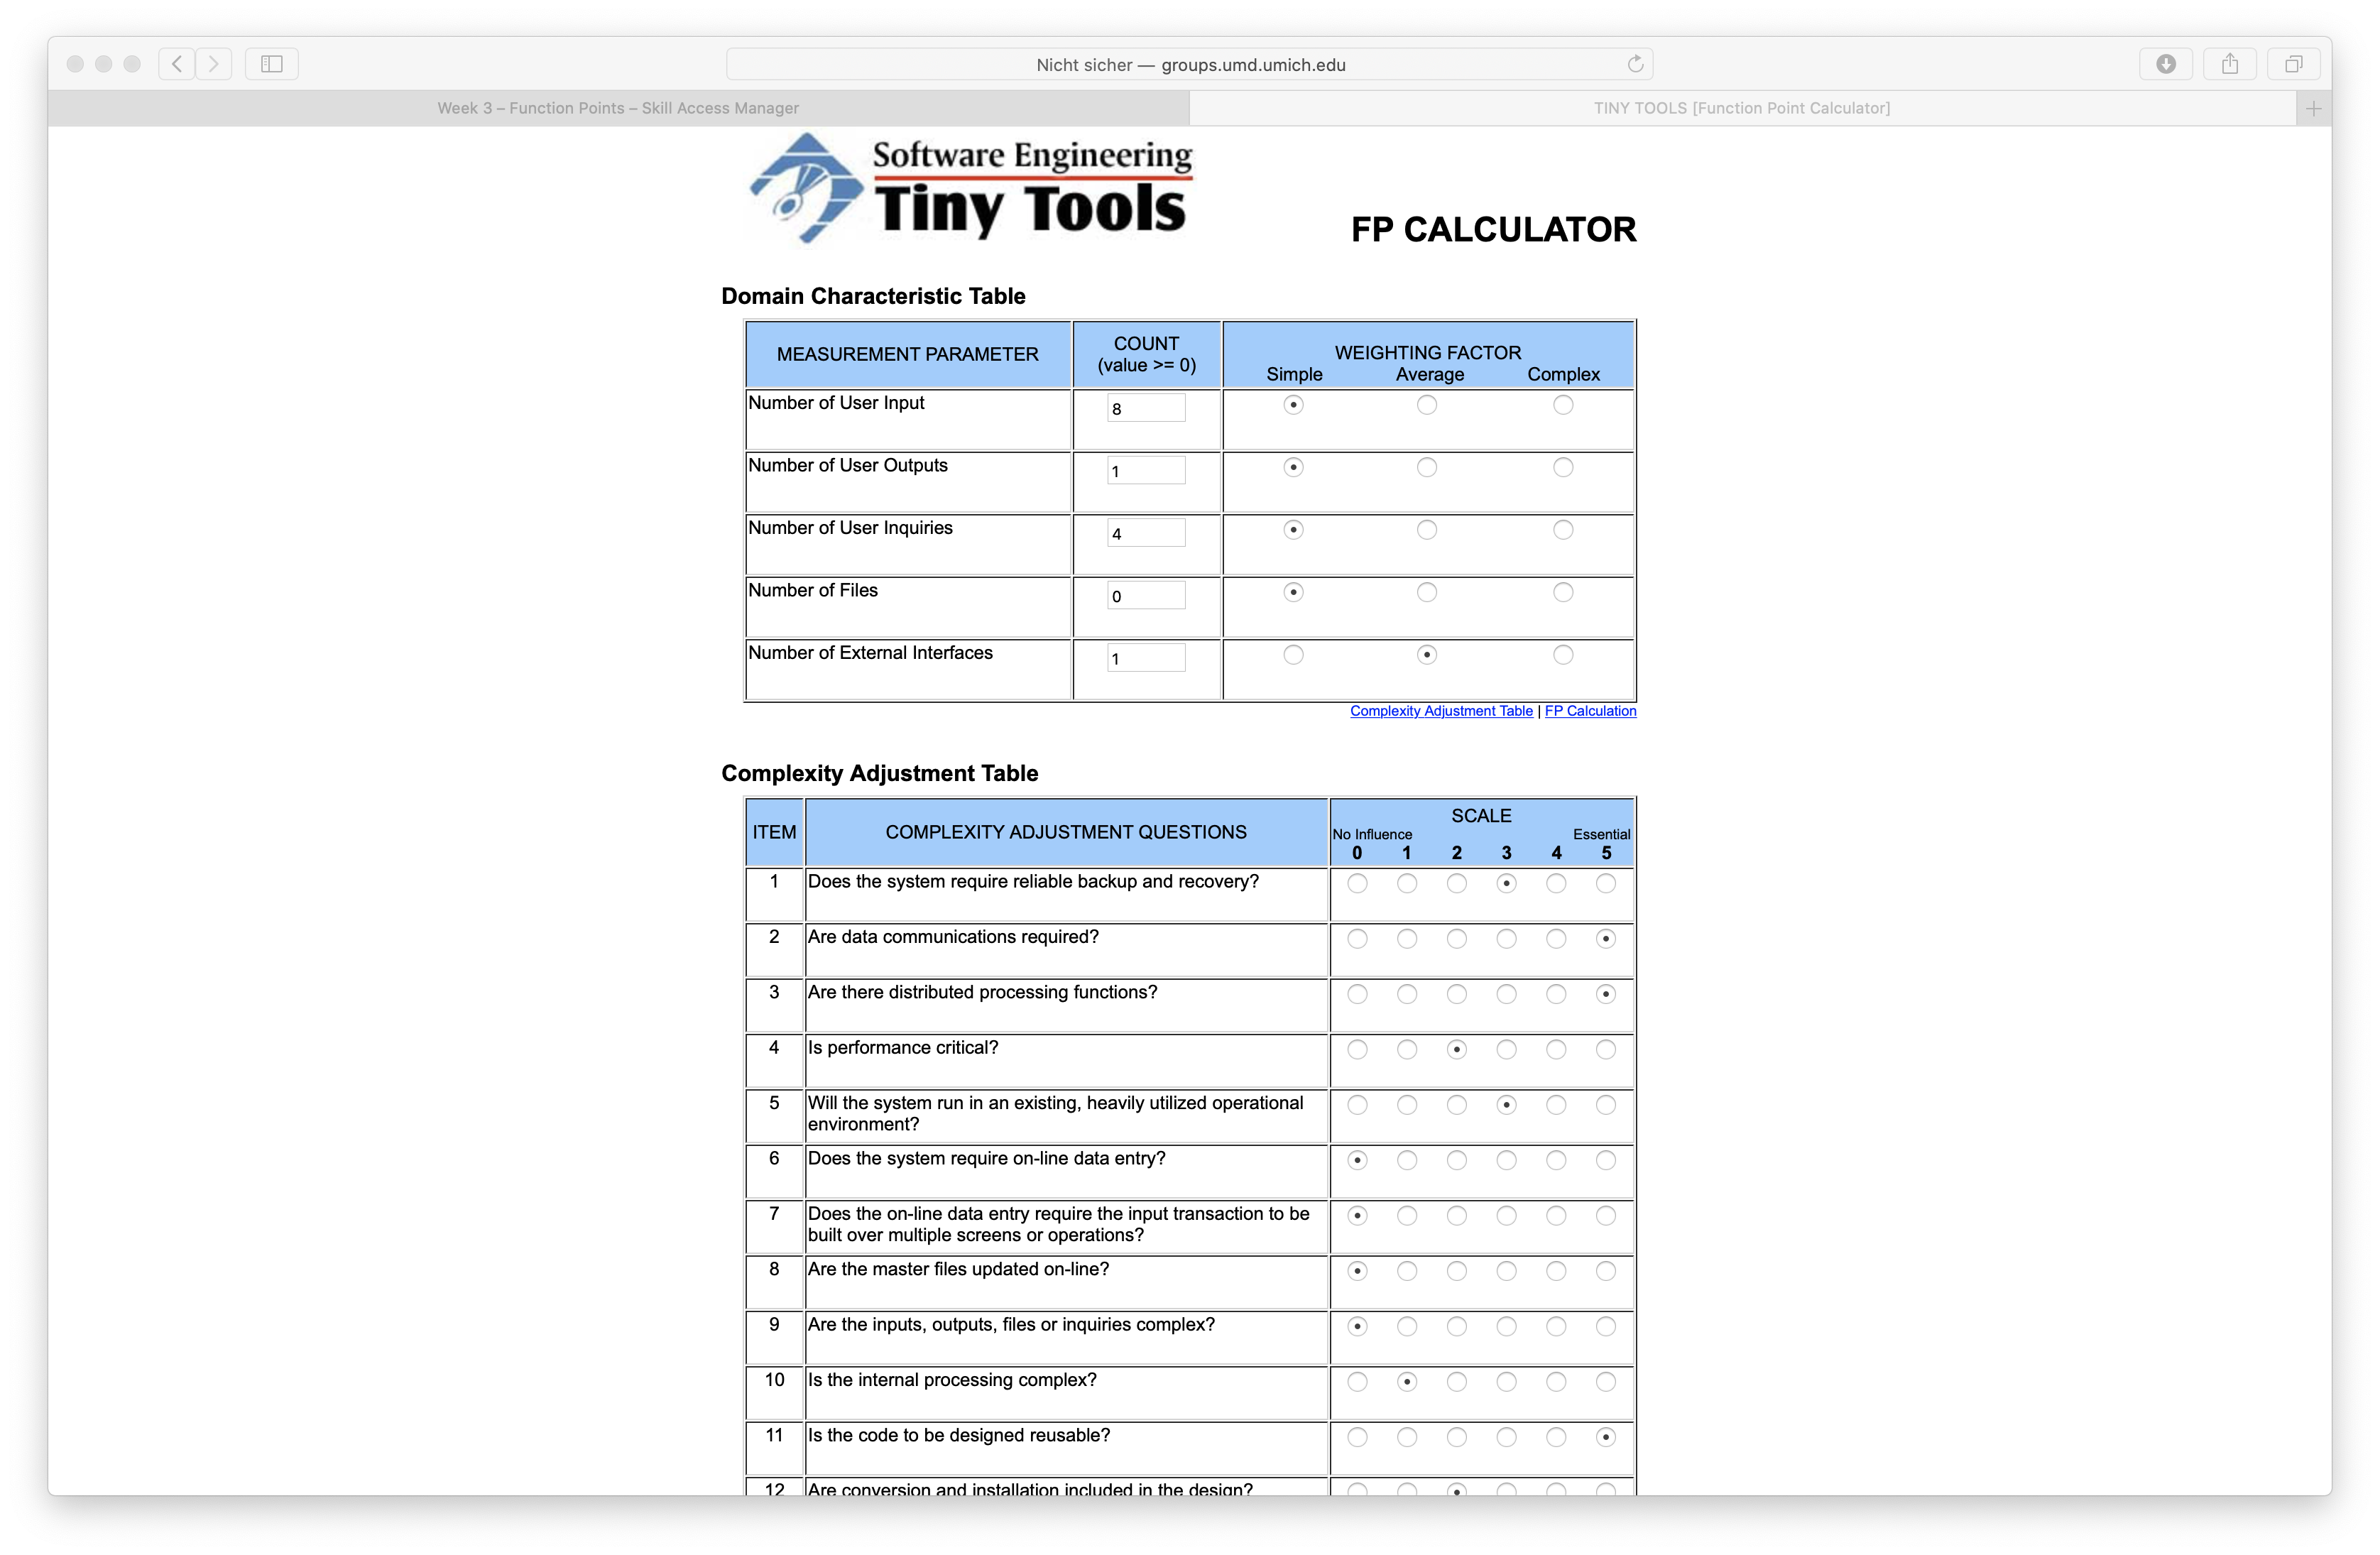 Nicht sicher — groups.umd.umich.edu
Week 3 – Function Points – Skill Access Manager
TINY TOOLS [Function Point Calculator]
Software Engineering
Tiny Tools
FP CALCULATOR
Domain Characteristic Table
MEASUREMENT PARAMETER
COUNT
(value >= 0)
WEIGHTING FACTOR
Simple Average Complex
Number of User Input 8
Number of User Outputs 1
Number of User Inquiries 4
Number of Files 0
Number of External Interfaces 1
Complexity Adjustment Table | FP Calculation
Complexity Adjustment Table
ITEM COMPLEXITY ADJUSTMENT QUESTIONS
SCALE
No Influence Essential
0 1 2 3 4 5
1 Does the system require reliable backup and recovery?
2 Are data communications required?
3 Are there distributed processing functions?
4 Is performance critical?
5 Will the system run in an existing, heavily utilized operational
environment?
6 Does the system require on-line data entry?
7 Does the on-line data entry require the input transaction to be
built over multiple screens or operations?
8 Are the master files updated on-line?
9 Are the inputs, outputs, files or inquiries complex?
10 Is the internal processing complex?
11 Is the code to be designed reusable?
12 Are conversion and installation included in the design?